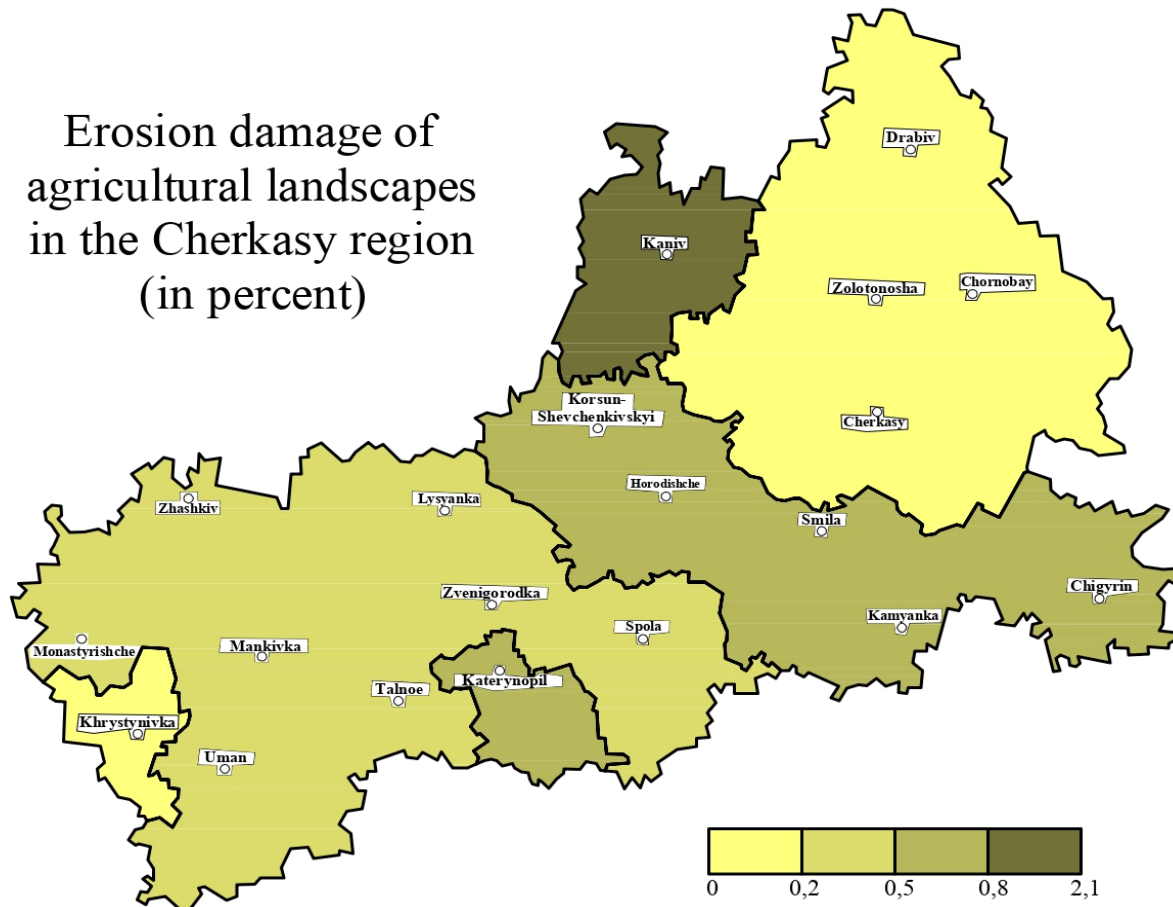 Erosion damage of
agricultural landscapes
in the Cherkasy region
(in percent)
Drabiv
Kaniv
Zolotonosha
Chornobay
Korsun-
Shevchenkivskyi
Cherkasy
Horodishche
Lysyanka
Zhashkiv
Smila
Chigyrin
Zvenigorodka
Spola
Kamyanka
Monastyrishche
Mankivka
Katerynopil
Talnoe
Khrystynivka
Uman
0
0,2
0,5
0,8
2,1